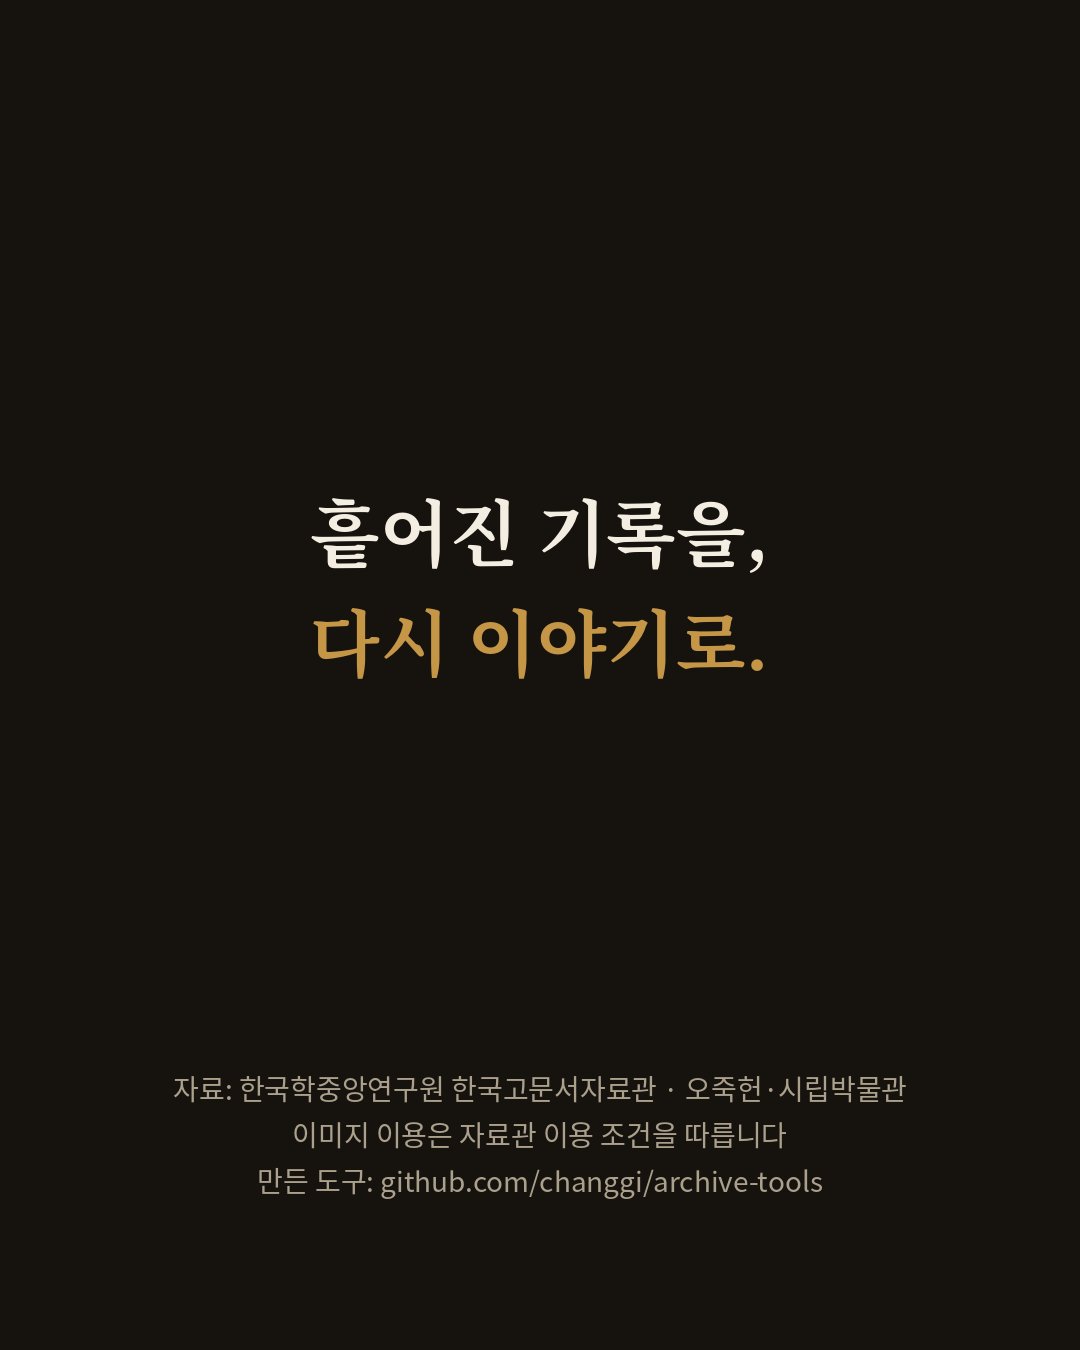 흩어진 기록을,
다시 이야기로.
자료: 한국학중앙연구원 한국고문서자료관 · 오죽헌·시립박물관
이미지 이용은 자료관 이용 조건을 따릅니다
만든 도구: github.com/changgi/archive-tools